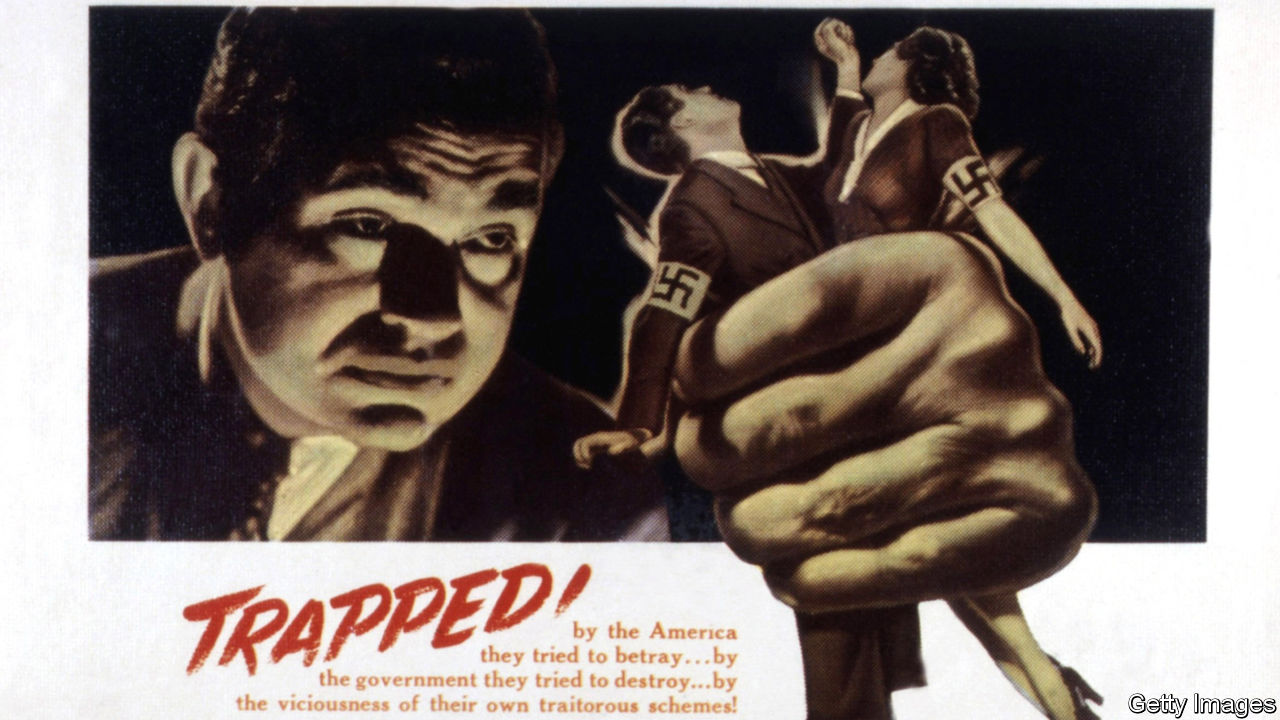 TRAPPED!
by the America
they tried to betray...by
the government they tried to destroy...by
the viciousness of their own traitorous schemes!
Getty Images